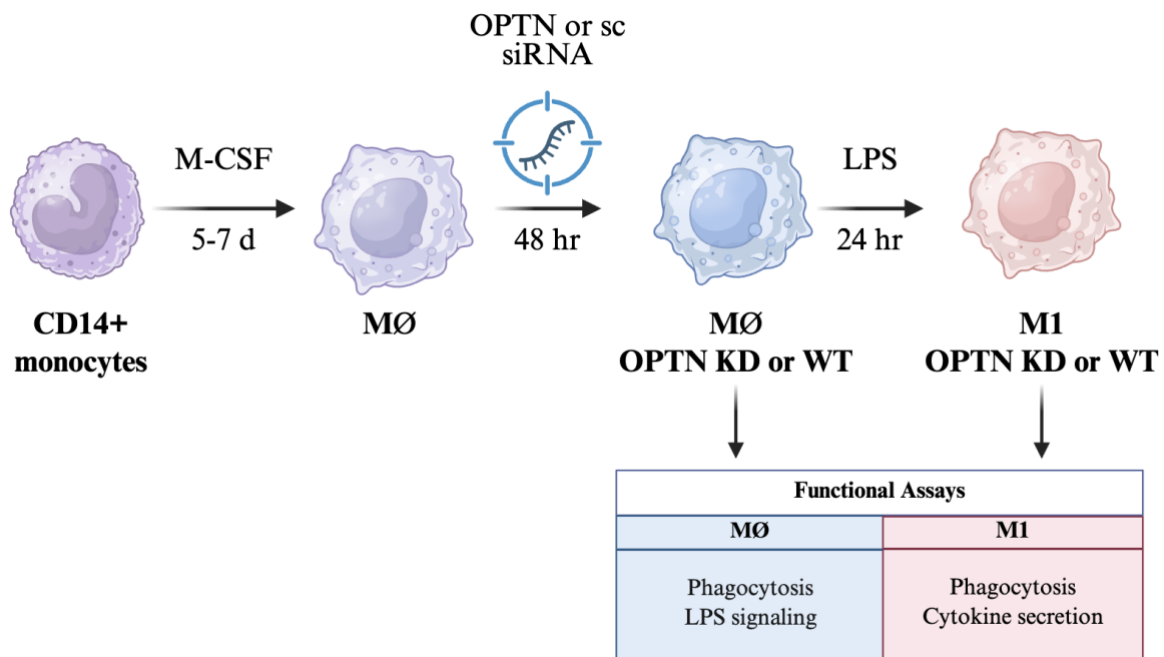 OPTN or sc
siRNA
M-CSF
5-7 d
48 hr
LPS
24 hr
CD14+
monocytes
MØ
MØ
OPTN KD or WT
M1
OPTN KD or WT
Functional Assays
MØ
M1
Phagocytosis
LPS signaling
Phagocytosis
Cytokine secretion